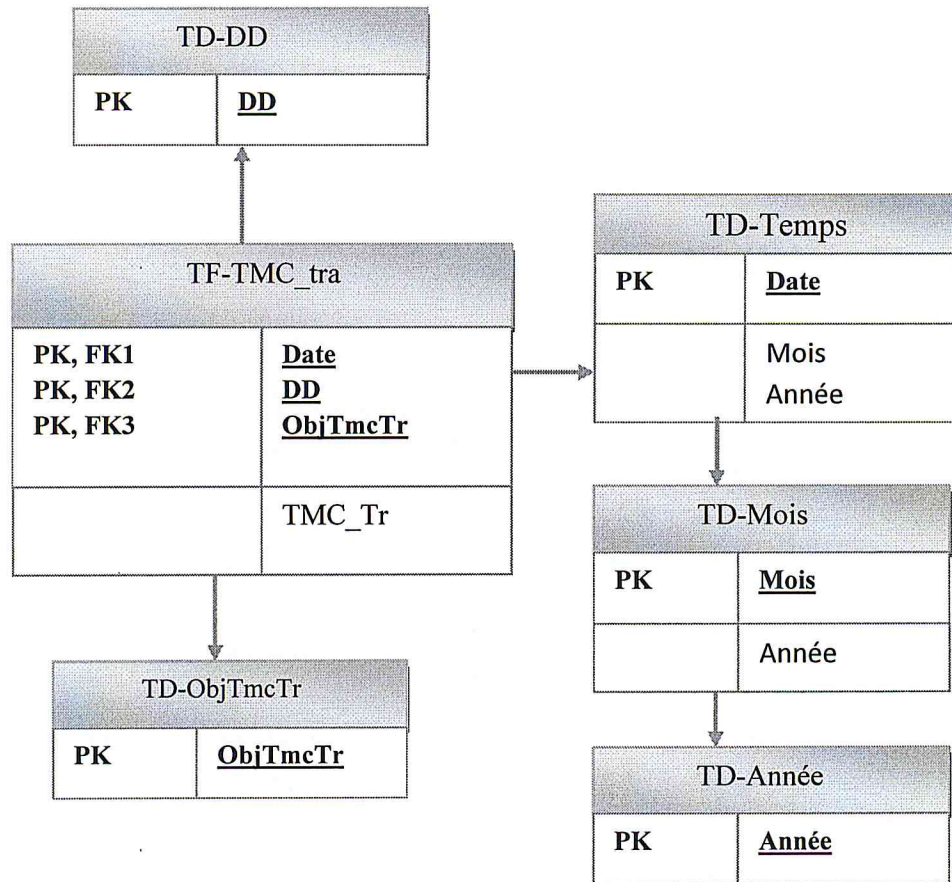 TD-DD
PK DD
TF-TMC_tra
PK, FK1 Date
PK, FK2 DD
PK, FK3 ObjTmcTr
TMC_Tr
TD-ObjTmcTr
PK ObjTmcTr
TD-Temps
PK Date
Mois
Année
TD-Mois
PK Mois
Année
TD-Année
PK Année